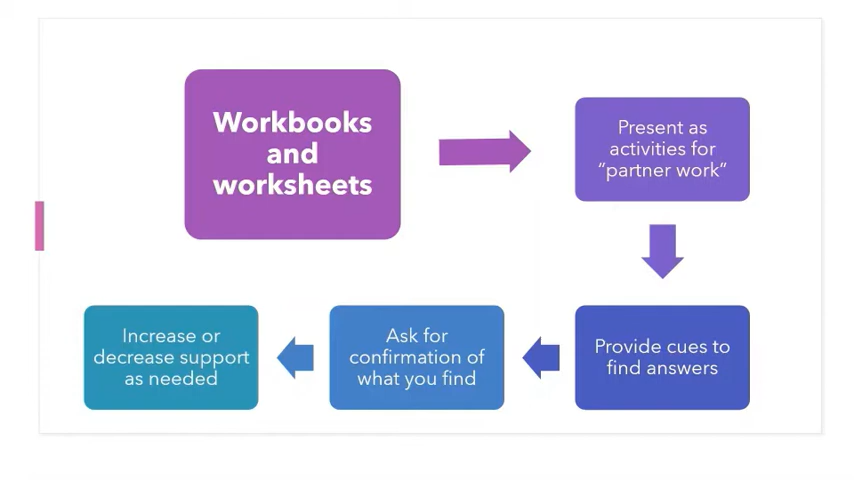 Workbooks
and
worksheets
Present as
activities for
“partner work”
Provide cues to
find answers
Ask for
confirmation of
what you find
Increase or
decrease support
as needed